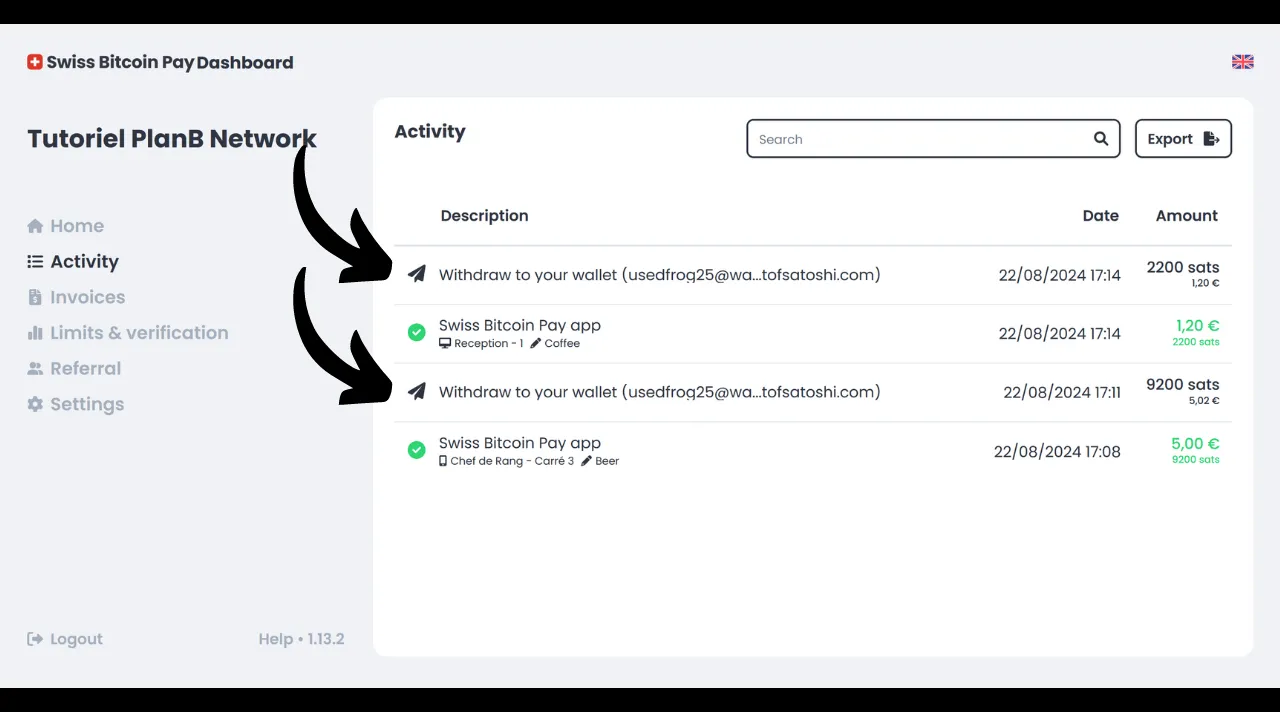 Swiss Bitcoin Pay Dashboard
Tutoriel PlanB Network
Home
Activity
Invoices
Limits & verification
Referral
Settings
Logout
Help • 1.13.2
Activity
Search
Export
Description Date Amount
Withdraw to your wallet (usedfrog25@wa...tofsatoshi.com) 22/08/2024 17:14 2200 sats
1,20 €
Swiss Bitcoin Pay app 22/08/2024 17:14 1,20 €
Reception - 1 Coffee 2200 sats
Withdraw to your wallet (usedfrog25@wa...tofsatoshi.com) 22/08/2024 17:11 9200 sats
5,02 €
Swiss Bitcoin Pay app 22/08/2024 17:08 5,00 €
Chef de Rang - Carré 3 Beer 9200 sats